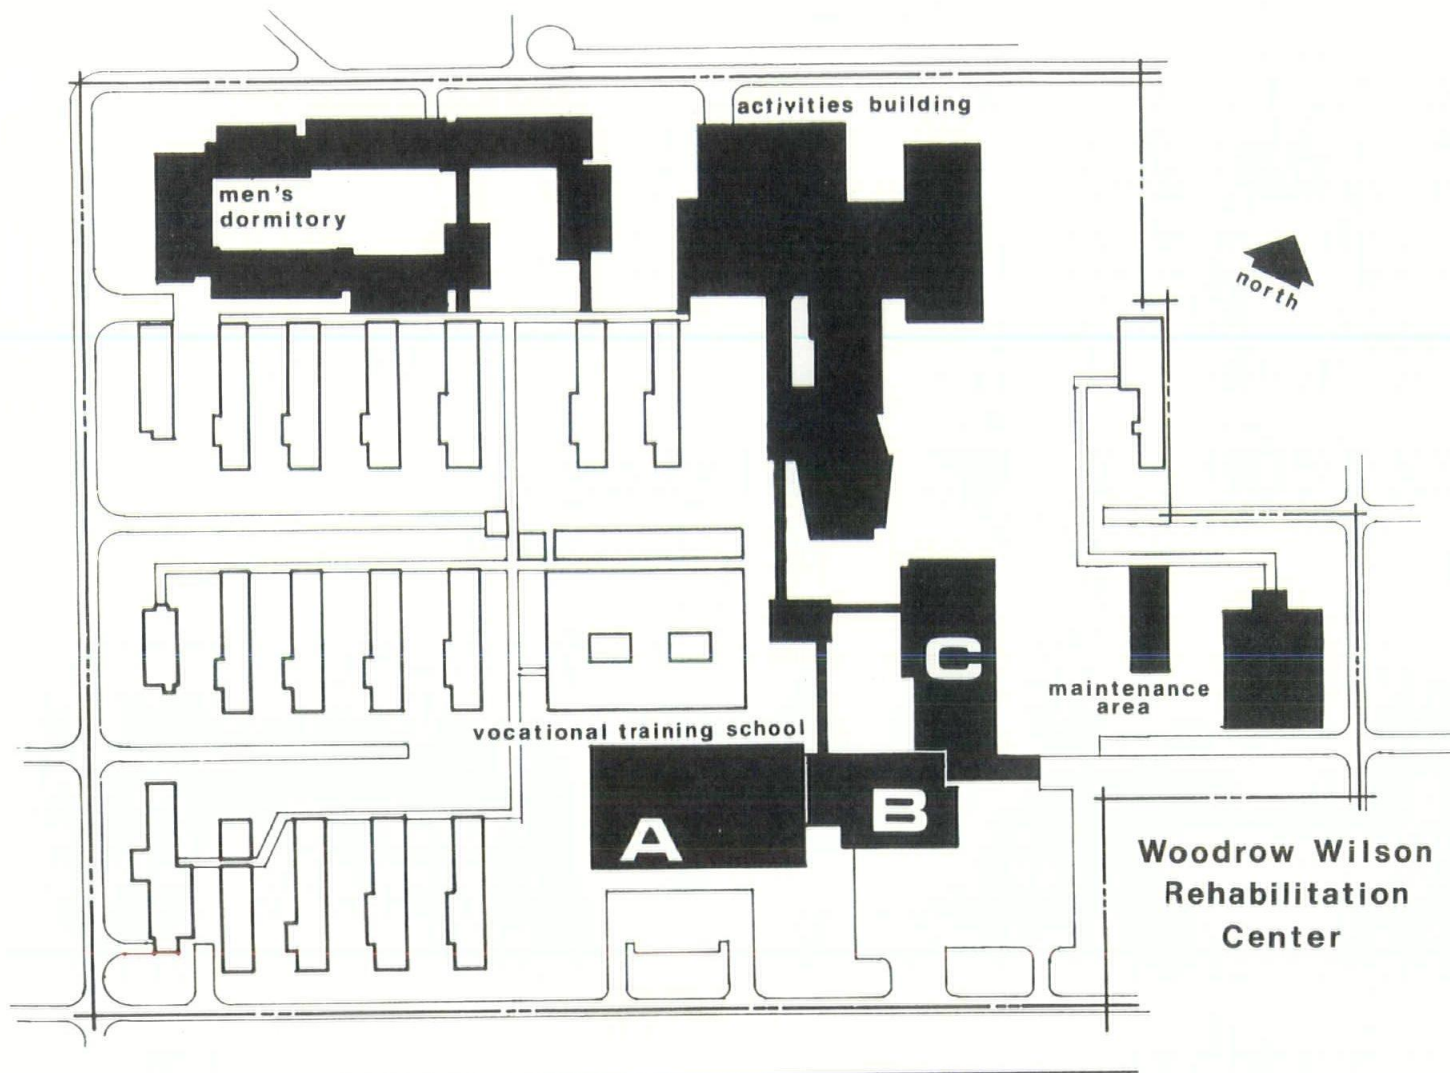 activities building
men's
dormitory
north
C
maintenance
area
vocational training school
A
B
Woodrow Wilson
Rehabilitation
Center